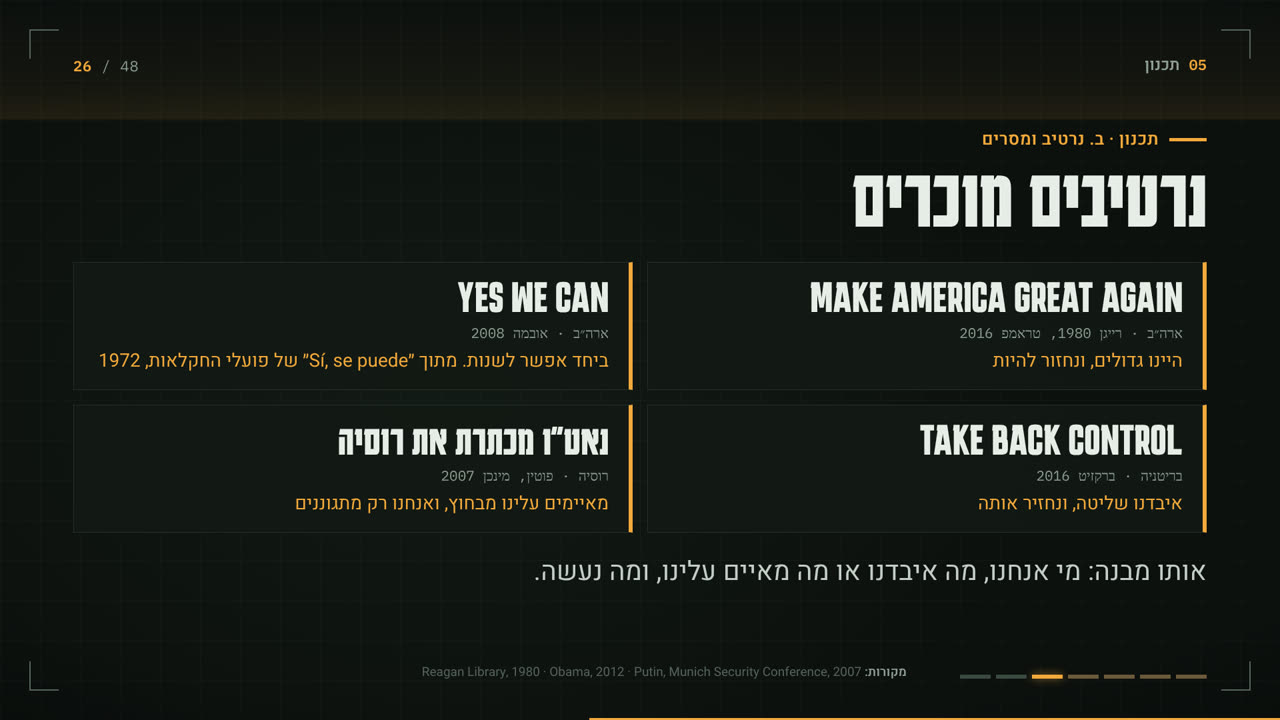 05 תכנון
26 / 48
תכנון · ב. נרטיב ומסרים
נרטיבים מוכרים
MAKE AMERICA GREAT AGAIN
ארה״ב · רייגן 1980, טראמפ 2016
היינו גדולים, ונחזור להיות
YES WE CAN
ארה״ב · אובמה 2008
ביחד אפשר לשנות. מתוך "Sí, se puede" של פועלי החקלאות, 1972
TAKE BACK CONTROL
בריטניה · ברקזיט 2016
איבדנו שליטה, ונחזיר אותה
נאט"ו מכתרת את רוסיה
רוסיה · פוטין, מינכן 2007
מאיימים עלינו מבחוץ, ואנחנו רק מתגוננים
אותו מבנה: מי אנחנו, מה איבדנו או מה מאיים עלינו, ומה נעשה.
מקורות: Reagan Library, 1980 · Obama, 2012 · Putin, Munich Security Conference, 2007